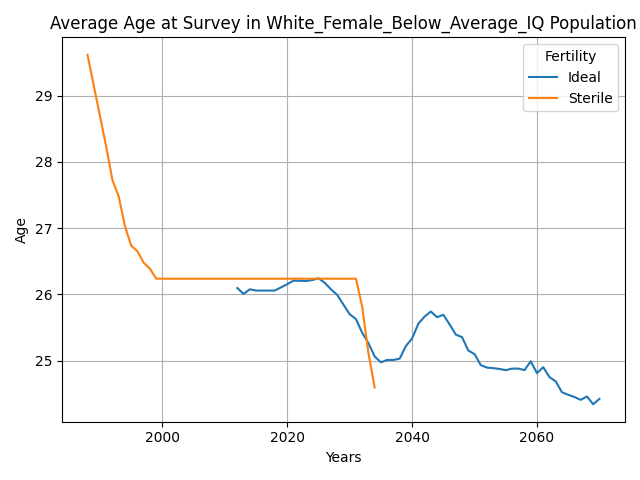 Average Age at Survey in White_Female_Below_Average_IQ Population
Fertility
Ideal
Sterile
29
28
27
26
25
Age
2000
2020
2040
2060
Years